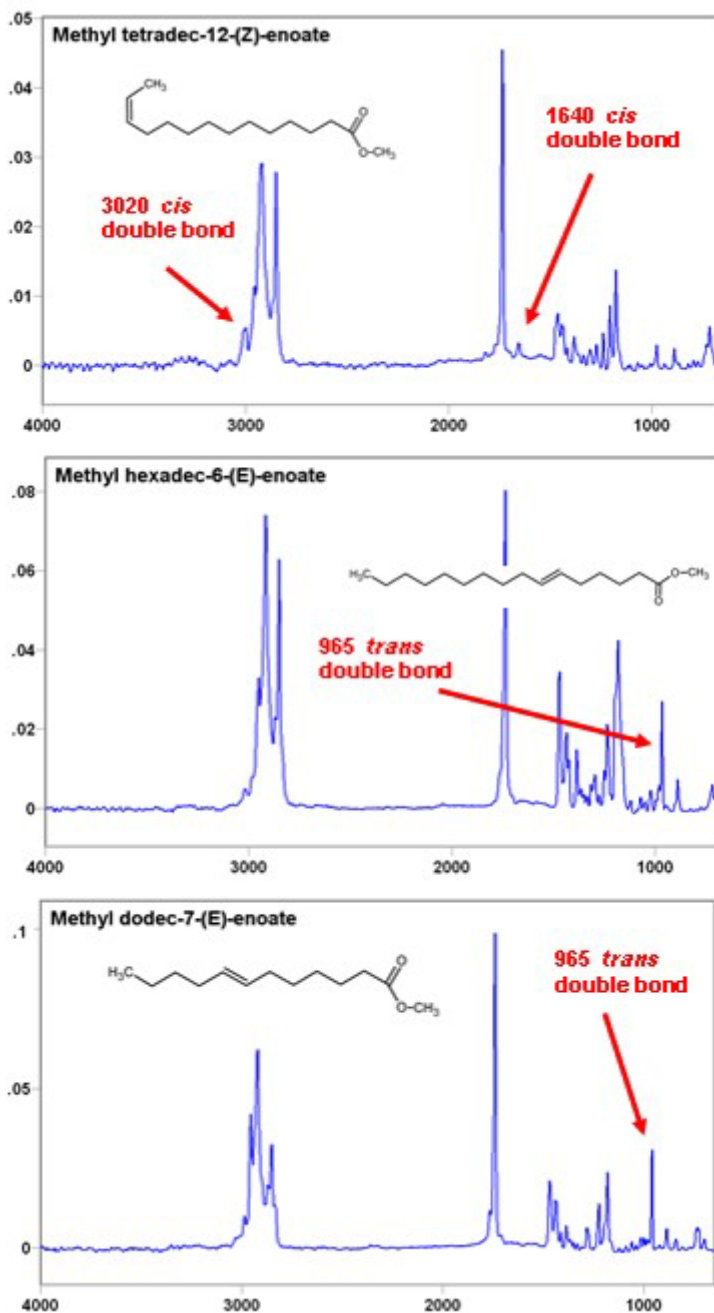 .05
Methyl tetradec-12-(Z)-enoate
CH3
O
O-CH3
.04
1640 cis
double bond
.03
3020 cis
double bond
.02
.01
0
4000 3000 2000 1000
Methyl hexadec-6-(E)-enoate
.08
H3C
O-CH3
O
.06
965 trans
double bond
.04
.02
0
4000 3000 2000 1000
Methyl dodec-7-(E)-enoate
.1
965 trans
double bond
H3C
O
O-CH3
.05
0
4000 3000 2000 1000